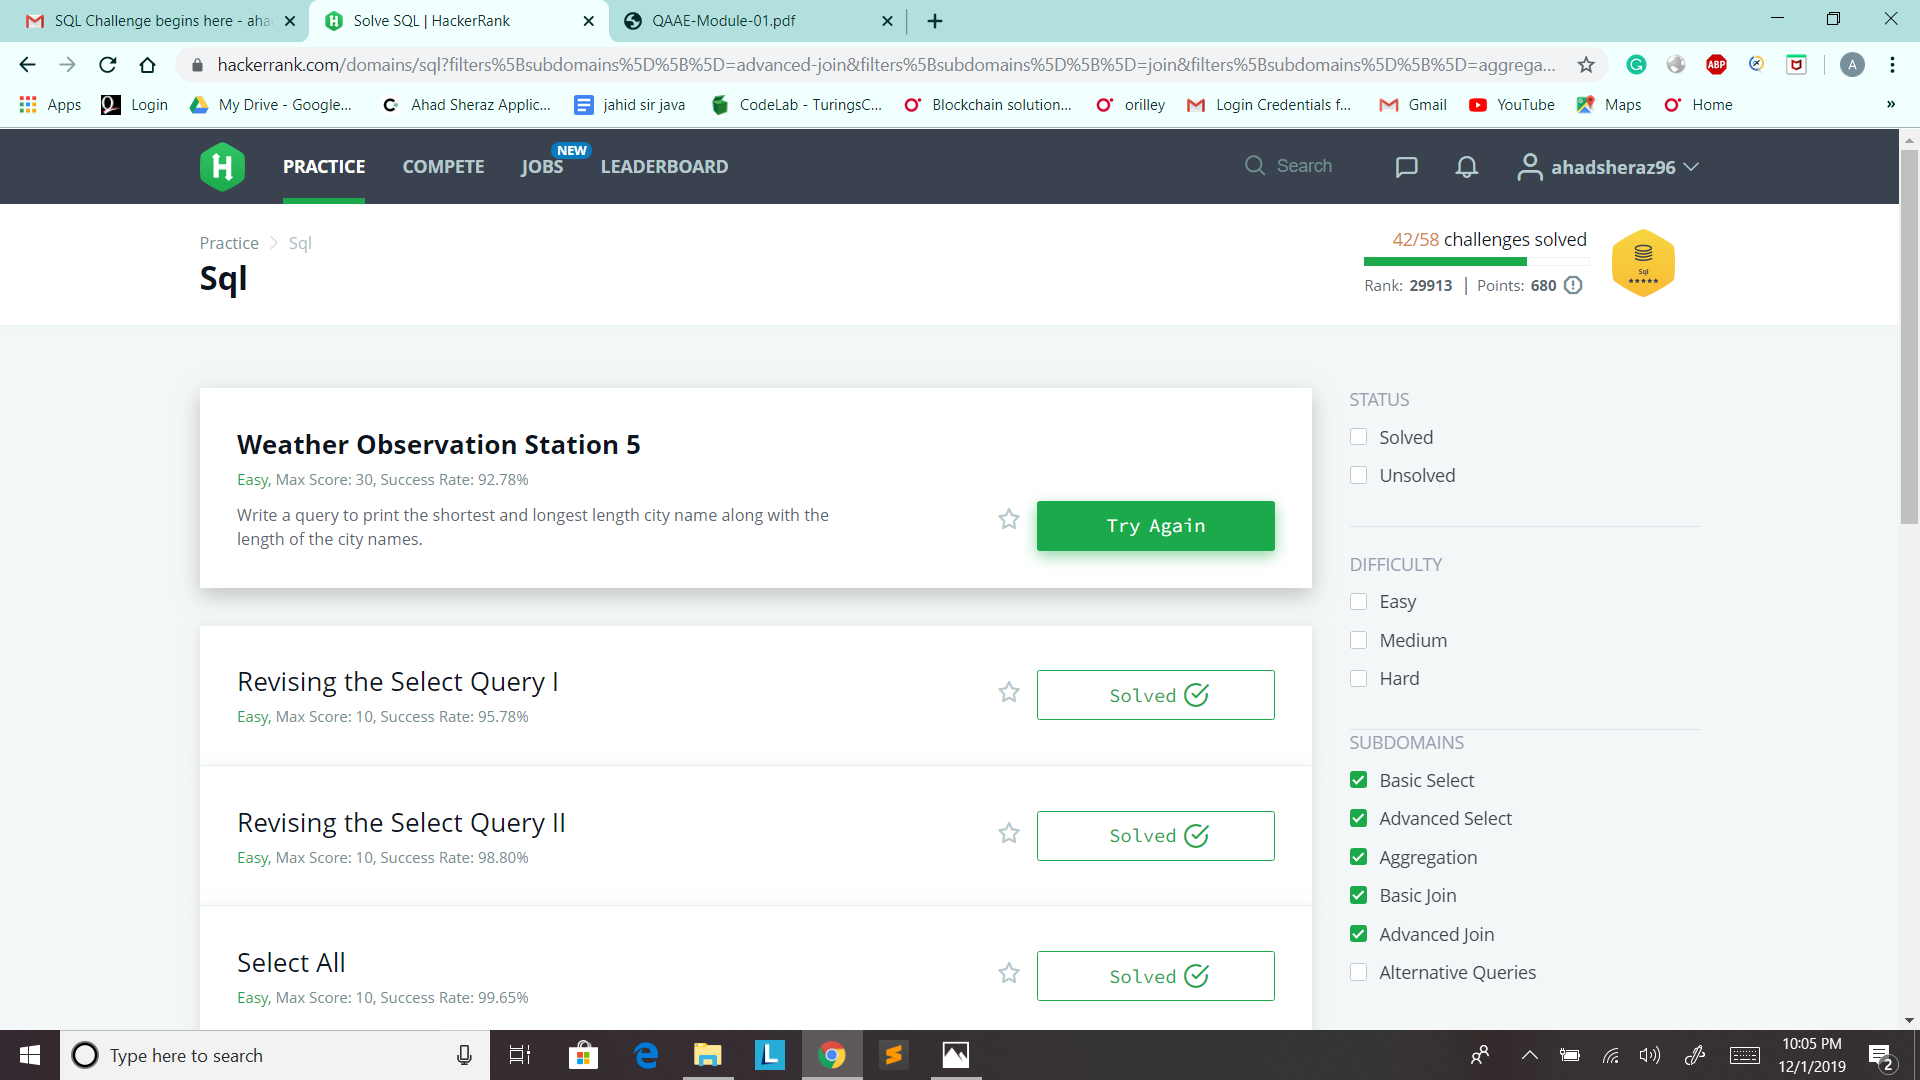 SQL Challenge begins here - aha
Solve SQL | HackerRank
QAAE-Module-01.pdf
hackerrank.com/domains/sql?filters%5Bsubdomains%5D%5B%5D=advanced-join&filters%5Bsubdomains%5D%5B%5D=join&filters%5Bsubdomains%5D%5B%5D=aggrega...
ABP
A
Apps
Login
My Drive - Google...
Ahad Sheraz Applic...
jahid sir java
CodeLab - TuringsC...
Blockchain solution...
orilley
Login Credentials f...
Gmail
YouTube
Maps
Home
»
H
PRACTICE
COMPETE
JOBS
NEW
LEADERBOARD
Search
ahadsheraz96
Practice > Sql
Sql
42/58 challenges solved
Rank: 29913 | Points: 680
Sql
Weather Observation Station 5
Easy, Max Score: 30, Success Rate: 92.78%
Write a query to print the shortest and longest length city name along with the
length of the city names.
Try Again
Revising the Select Query I
Easy, Max Score: 10, Success Rate: 95.78%
Solved
Revising the Select Query II
Easy, Max Score: 10, Success Rate: 98.80%
Solved
Select All
Easy, Max Score: 10, Success Rate: 99.65%
Solved
STATUS
Solved
Unsolved
DIFFICULTY
Easy
Medium
Hard
SUBDOMAINS
Basic Select
Advanced Select
Aggregation
Basic Join
Advanced Join
Alternative Queries
Type here to search
L
10:05 PM
12/1/2019
2